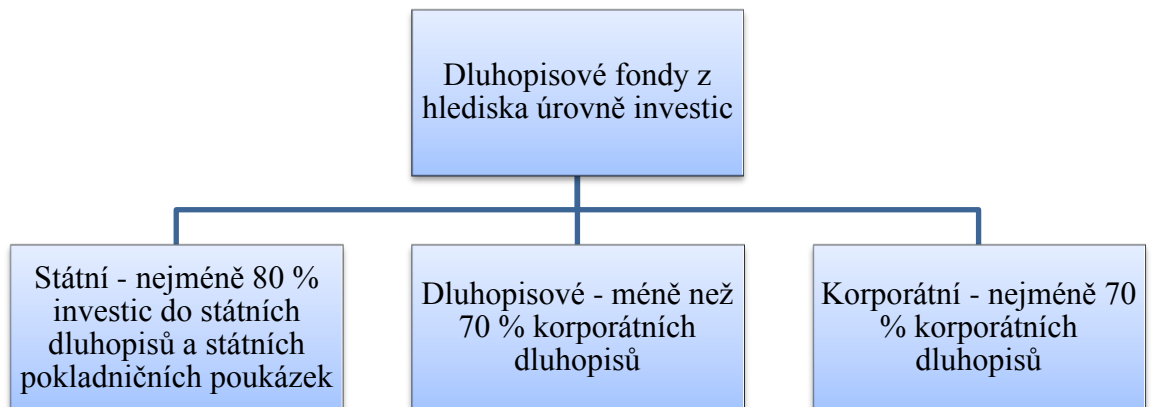 Dluhopisové fondy z
hlediska úrovně investic
Státní - nejméně 80 %
investic do státních
dluhopisů a státních
pokladničních poukázek
Dluhopisové - méně než
70 % korporátních
dluhopisů
Korporátní - nejméně 70
% korporátních
dluhopisů